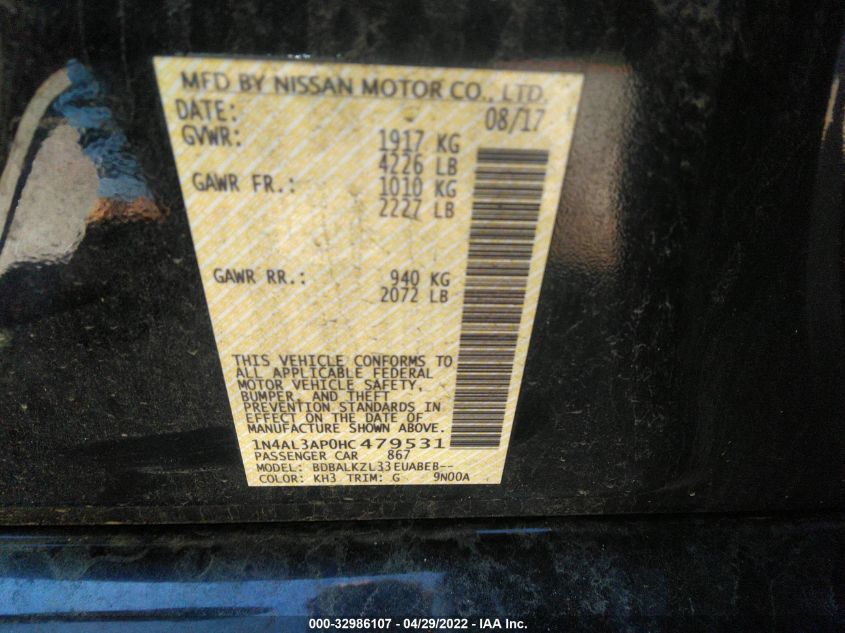 MFD BY NISSAN MOTOR CO., LTD.
DATE: 08/17
GVWR: 1917 KG
4226 LB
GAWR FR.: 1010 KG
2227 LB
GAWR RR.: 940 KG
2072 LB
THIS VEHICLE CONFORMS TO
ALL APPLICABLE FEDERAL
MOTOR VEHICLE SAFETY,
BUMPER, AND THEFT
PREVENTION STANDARDS IN
EFFECT ON THE DATE OF
MANUFACTURE SHOWN ABOVE.
1N4AL3AP0HC479531
PASSENGER CAR 867
MODEL: BDBALKZL33EUABEB--
COLOR: KH3 TRIM: G 9N00A
000-32986107 - 04/29/2022 - IAA Inc.